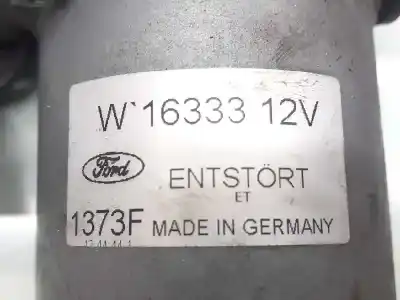 W`16333 12V
Ford
ENTSTÖRT
ET
1373F MADE IN GERMANY